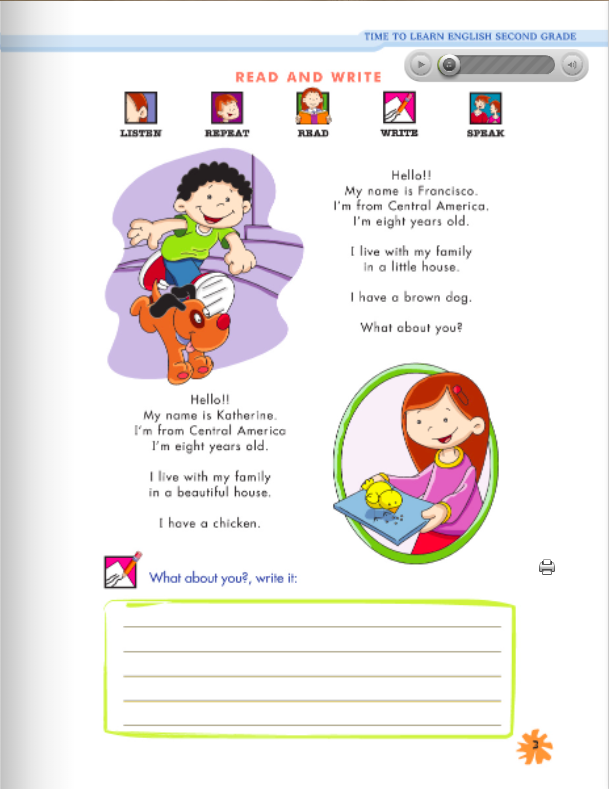 TIME TO LEARN ENGLISH SECOND GRADE
READ AND WRITE
LISTEN
REPEAT
READ
WRITE
SPEAK
Hello!!
My name is Francisco.
I'm from Central America.
I'm eight years old.
I live with my family
in a little house.
I have a brown dog.
What about you?
Hello!!
My name is Katherine.
I'm from Central America
I'm eight years old.
I live with my family
in a beautiful house.
I have a chicken.
What about you?, write it:
3